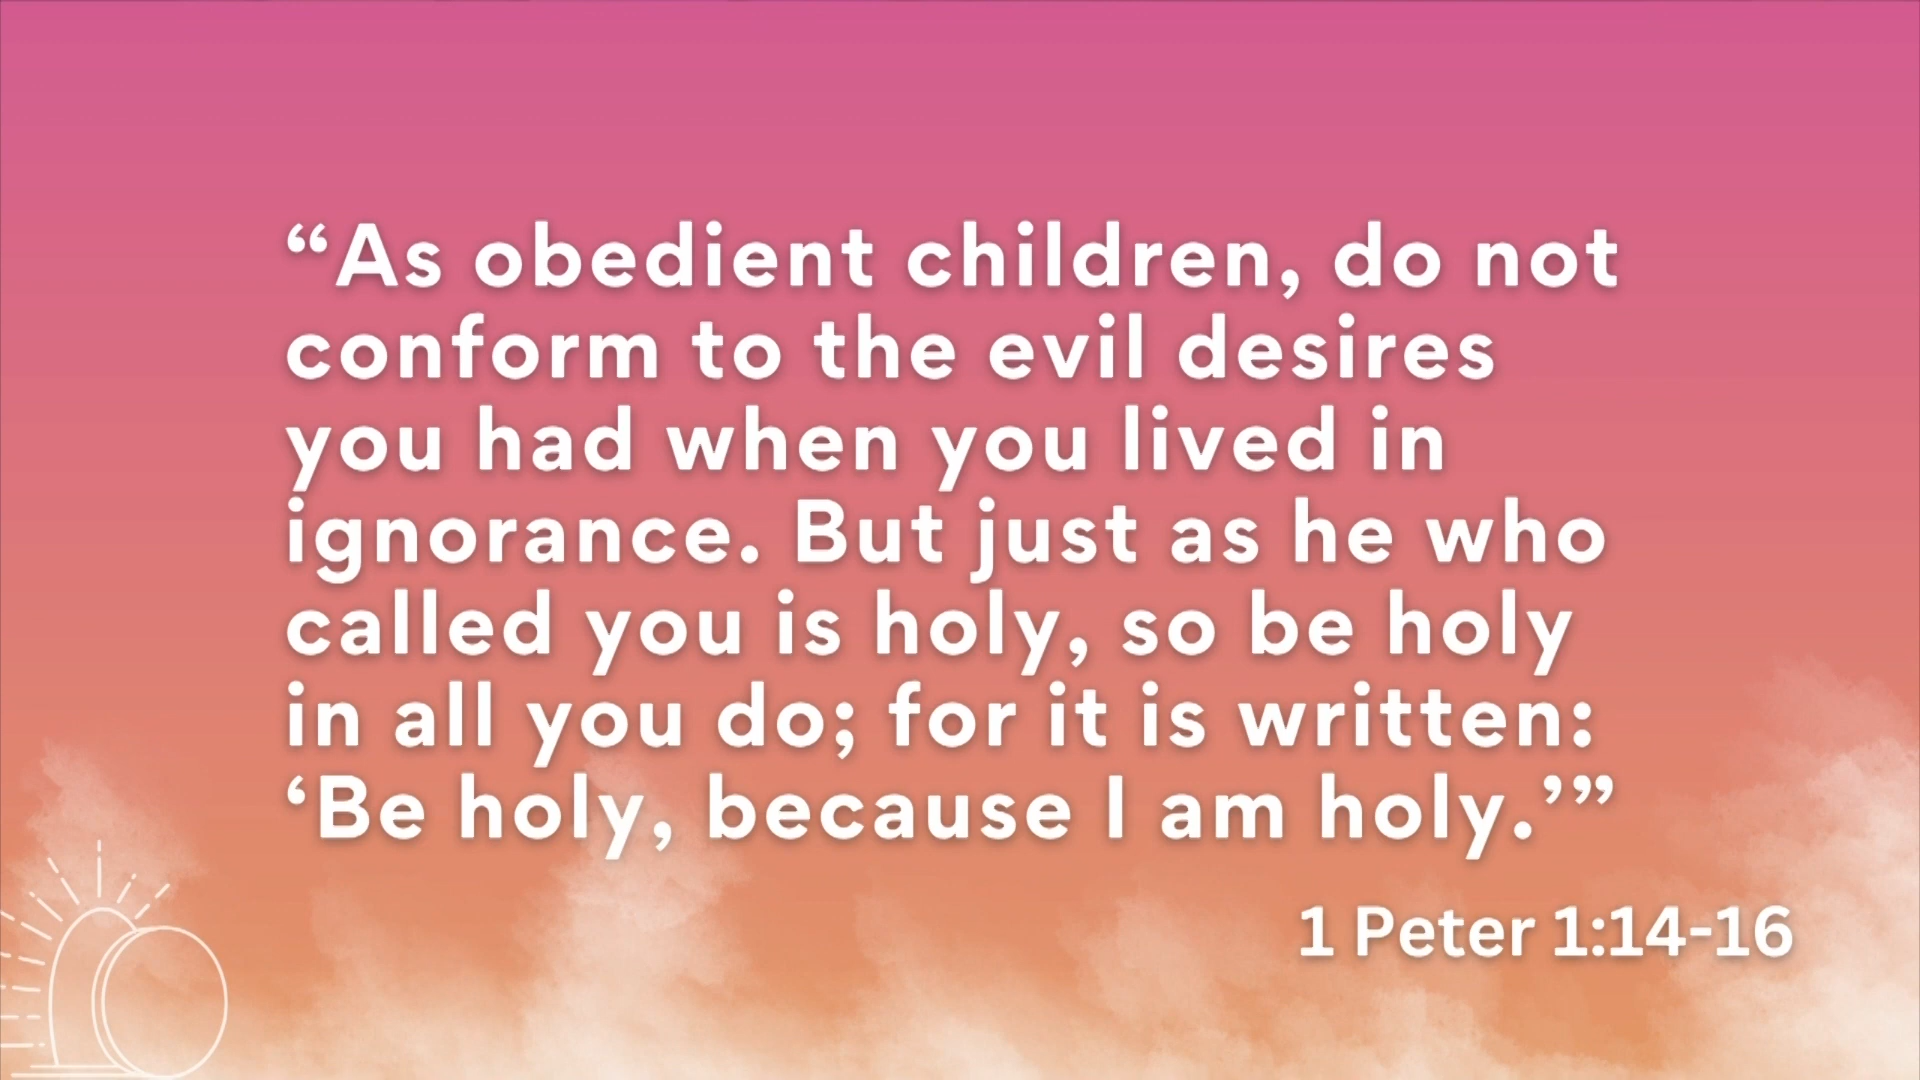 “As obedient children, do not
conform to the evil desires
you had when you lived in
ignorance. But just as he who
called you is holy, so be holy
in all you do; for it is written:
‘Be holy, because I am holy.’”
1 Peter 1:14-16